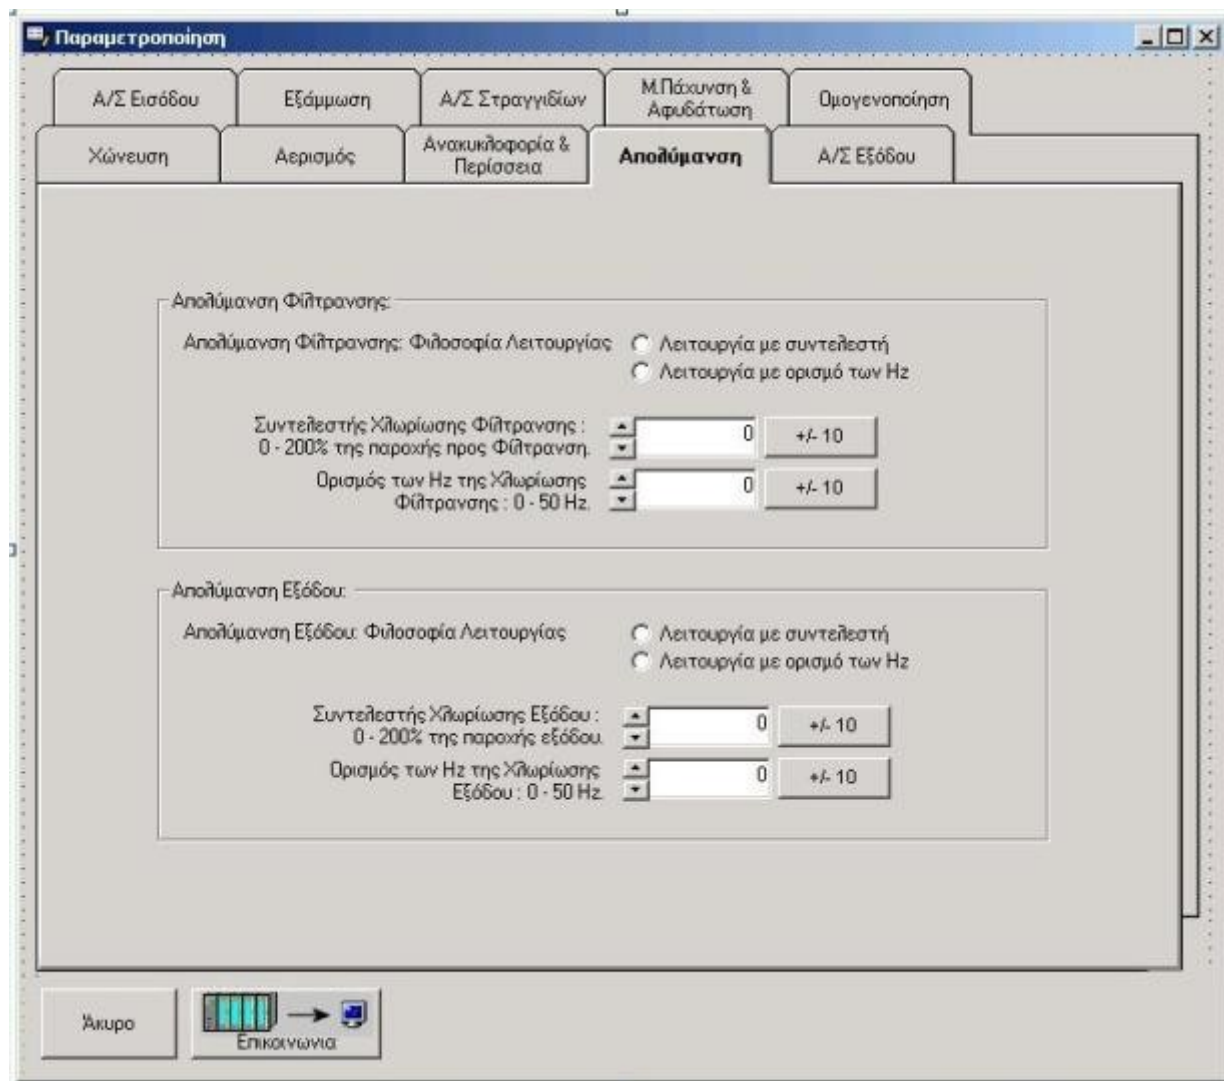 Παραμετροποίηση
Α/Σ Εισόδου
Εξάμμωση
Α/Σ Στραγγιδίων
Μ.Πάχυνση &
Αφυδάτωση
Ομογενοποίηση
Χώνευση
Αερισμός
Ανακυκλοφορία &
Περίσσεια
Απολύμανση
Α/Σ Εξόδου
Απολύμανση Φίλτρανσης:
Απολύμανση Φίλτρανσης: Φιλοσοφία Λειτουργίας
Λειτουργία με συντελεστή
Λειτουργία με ορισμό των Hz
Συντελεστής Χλωρίωσης Φίλτρανσης :
0 - 200% της παροχής προς Φίλτρανση.
0
+/- 10
Ορισμός των Hz της Χλωρίωσης
Φίλτρανσης : 0 - 50 Hz.
0
+/- 10
Απολύμανση Εξόδου:
Απολύμανση Εξόδου: Φιλοσοφία Λειτουργίας
Λειτουργία με συντελεστή
Λειτουργία με ορισμό των Hz
Συντελεστής Χλωρίωσης Εξόδου :
0 - 200% της παροχής εξόδου.
0
+/- 10
Ορισμός των Hz της Χλωρίωσης
Εξόδου : 0 - 50 Hz.
0
+/- 10
Άκυρο
Επικοινωνια